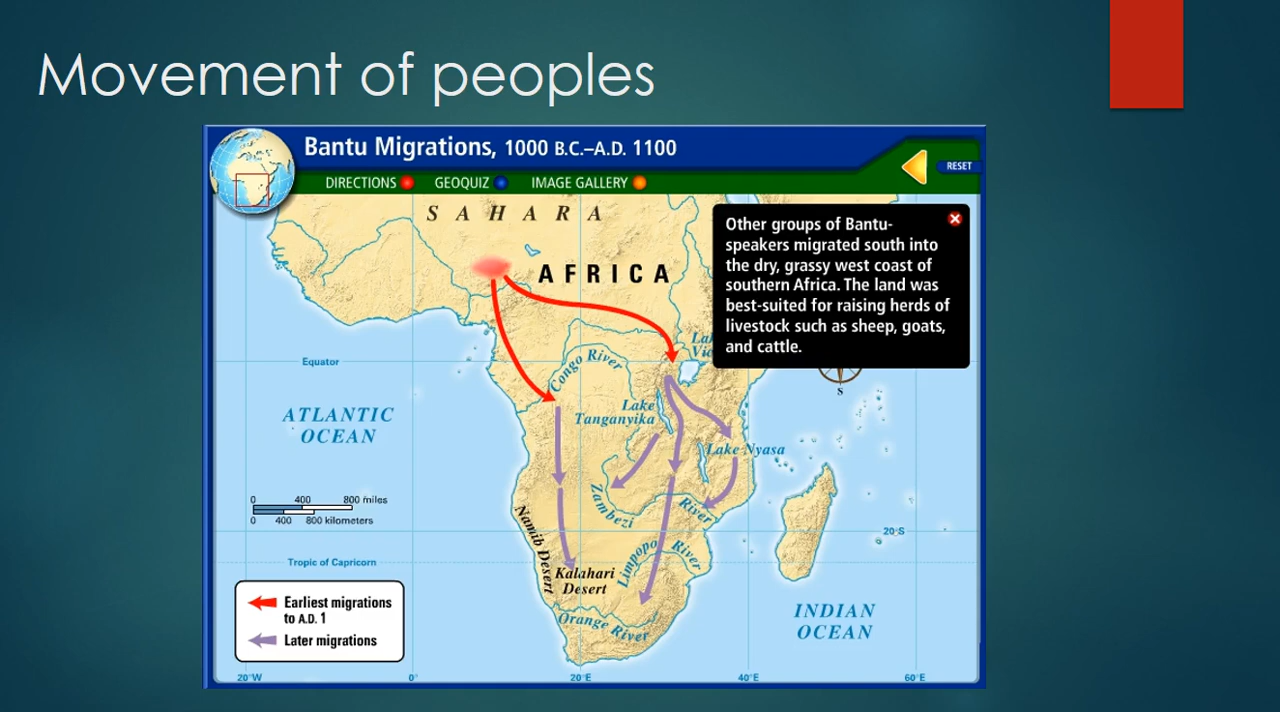 Movement of peoples
Bantu Migrations, 1000 B.C.–A.D. 1100
RESET
DIRECTIONS
GEOQUIZ
IMAGE GALLERY
SAHARA
AFRICA
Other groups of Bantu-
speakers migrated south into
the dry, grassy west coast of
southern Africa. The land was
best-suited for raising herds of
livestock such as sheep, goats,
and cattle.
Equator
Congo River
S
ATLANTIC
OCEAN
Lake
Tanganyika
Lake Nyasa
0 400 800 miles
0 400 800 kilometers
Zambezi River
Namib Desert
20°S
Tropic of Capricorn
Limpopo River
Kalahari
Desert
Orange River
INDIAN
OCEAN
Earliest migrations
to A.D. 1
Later migrations
20°W 0° 20°E 40°E 60°E